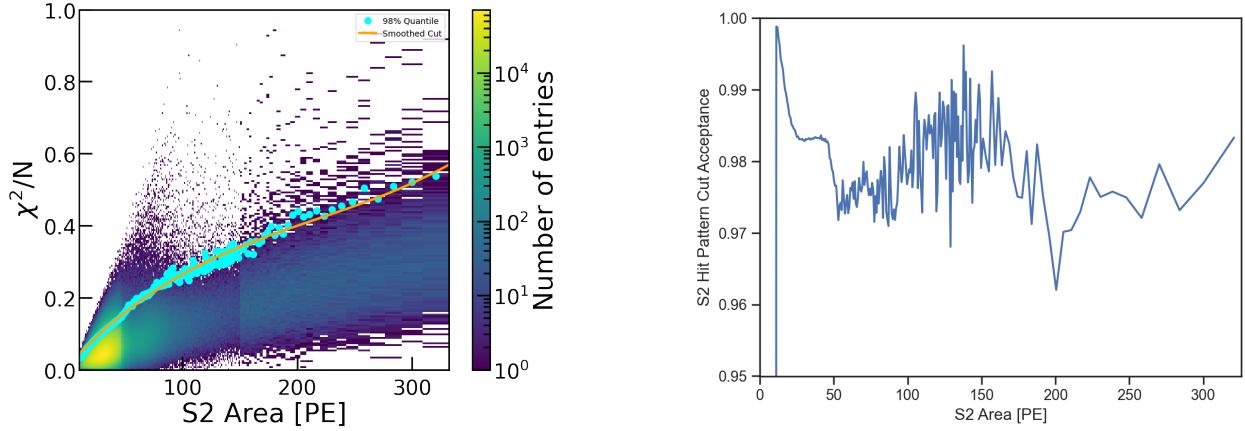 1.0
0.8
0.6
0.4
0.2
0.0
χ²/N
100 200 300
S2 Area [PE]
98% Quantile
Smoothed Cut
10⁴
10³
10²
10¹
10⁰
Number of entries
1.00
0.99
0.98
0.97
0.96
0.95
S2 Hit Pattern Cut Acceptance
0 50 100 150 200 250 300
S2 Area [PE]